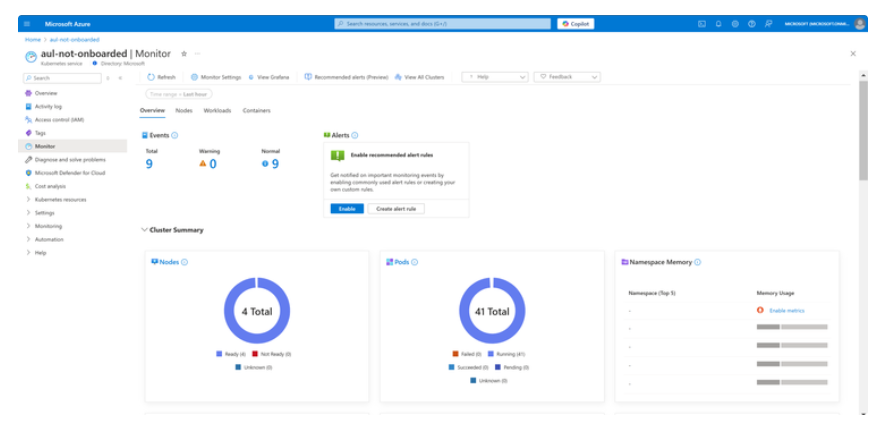 Microsoft Azure
Search resources, services, and docs (G+/)
Copilot
Home > aul-not-onboarded
aul-not-onboarded | Monitor
Kubernetes service
Directory: Microsoft
Search
Refresh
Monitor Settings
View Grafana
Recommended alerts (Preview)
View All Clusters
Help
Feedback
Overview
Activity log
Access control (IAM)
Tags
Monitor
Diagnose and solve problems
Microsoft Defender for Cloud
Cost analysis
Kubernetes resources
Settings
Monitoring
Automation
Help
Time range = Last hour
Overview
Nodes
Workloads
Containers
Events
Total
Warning
Normal
9
0
9
Alerts
Enable recommended alert rules
Get notified on important monitoring events by
enabling commonly used alert rules or creating your
own custom rules.
Enable
Create alert rule
Cluster Summary
Nodes
4 Total
Ready (4)
Not Ready (0)
Unknown (0)
Pods
41 Total
Failed (0)
Running (41)
Succeeded (0)
Pending (0)
Unknown (0)
Namespace Memory
Namespace (Top 5)
Memory Usage
-
Enable metrics
-
-
-
-